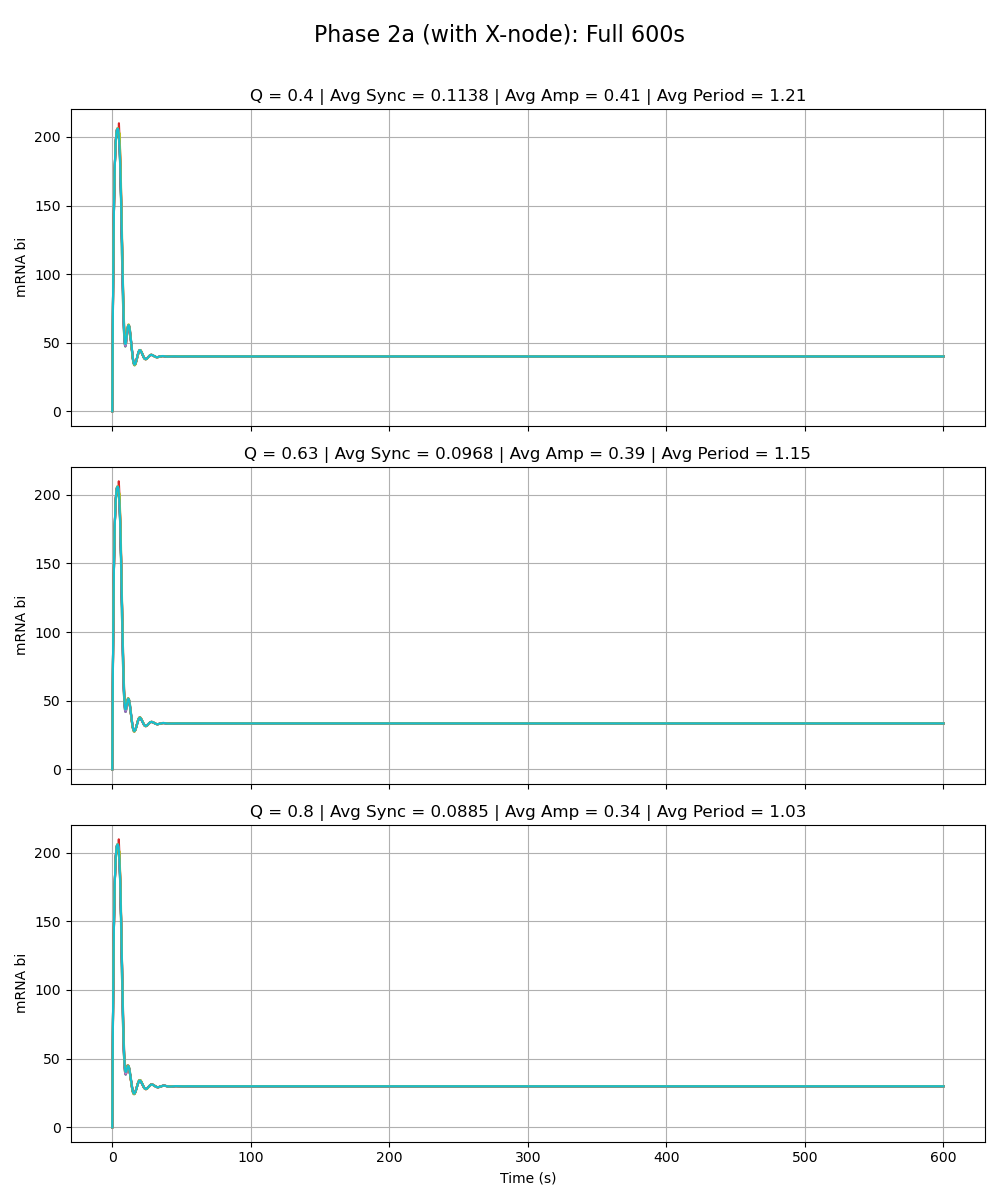 Phase 2a (with X-node): Full 600s
Q = 0.4 | Avg Sync = 0.1138 | Avg Amp = 0.41 | Avg Period = 1.21
200
150
100
50
0
mRNA bi
Q = 0.63 | Avg Sync = 0.0968 | Avg Amp = 0.39 | Avg Period = 1.15
200
150
100
50
0
mRNA bi
Q = 0.8 | Avg Sync = 0.0885 | Avg Amp = 0.34 | Avg Period = 1.03
200
150
100
50
0
mRNA bi
0 100 200 300 400 500 600
Time (s)